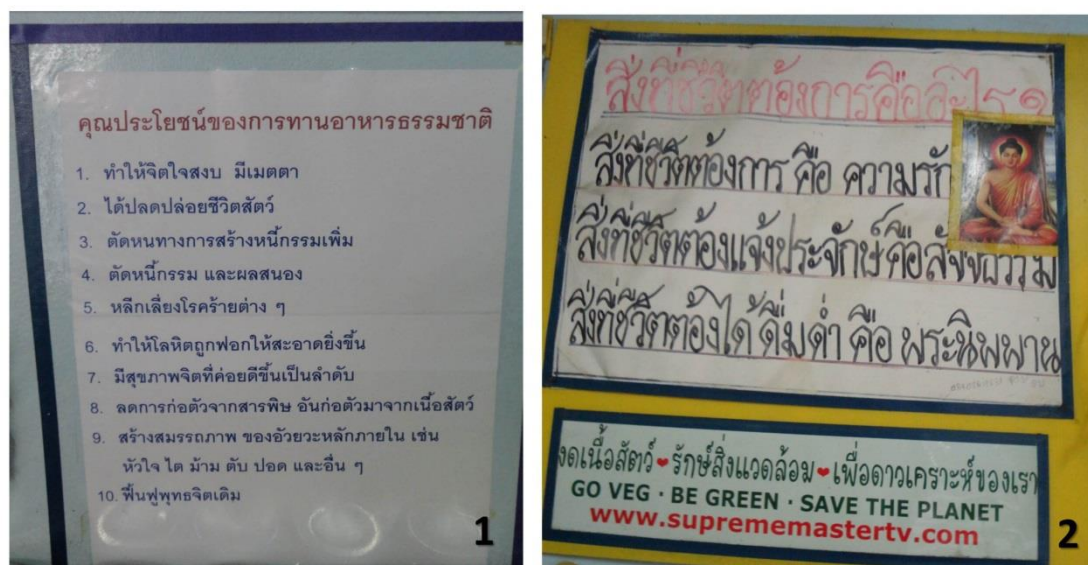 คุณประโยชน์ของการทานอาหารธรรมชาติ
1. ทำให้จิตใจสงบ มีเมตตา
2. ได้ปลดปล่อยชีวิตสัตว์
3. ตัดหนทางการสร้างหนี้กรรมเพิ่ม
4. ตัดหนี้กรรม และผลสนอง
5. หลีกเลี่ยงโรคร้ายต่าง ๆ
6. ทำให้โลหิตถูกฟอกให้สะอาดยิ่งขึ้น
7. มีสุขภาพจิตที่ค่อยดีขึ้นเป็นลำดับ
8. ลดการก่อตัวจากสารพิษ อันก่อตัวมาจากเนื้อสัตว์
9. สร้างสมรรถภาพ ของอัวยวะหลักภายใน เช่น
หัวใจ ไต ม้าม ตับ ปอด และอื่น ๆ
10. ฟื้นฟูพุทธจิตเดิม
1
สิ่งที่ชีวิตต้องการคืออะไร ?
สิ่งที่ชีวิตต้องการ คือ ความรัก
สิ่งที่ชีวิตต้องแจ้งประจักษ์คือสัจธรรม
สิ่งที่ชีวิตต้องได้ ดื่มด่ำ คือ พระนิพพาน
งดเนื้อสัตว์ ❤ รักษ์สิ่งแวดล้อม ❤ เพื่อดาวเคราะห์ของเรา
GO VEG · BE GREEN · SAVE THE PLANET
www.suprememastertv.com
2